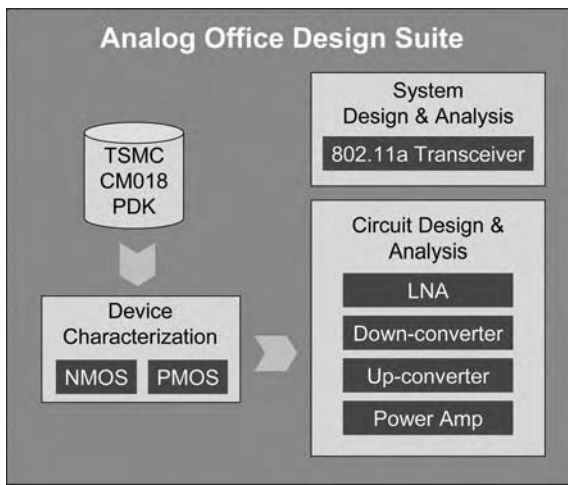 Analog Office Design Suite
TSMC
CM018
PDK
Device
Characterization
NMOS PMOS
System
Design & Analysis
802.11a Transceiver
Circuit Design &
Analysis
LNA
Down-converter
Up-converter
Power Amp